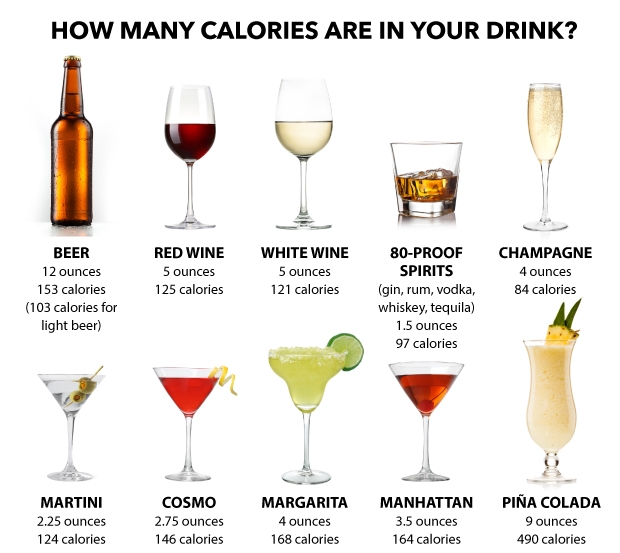 HOW MANY CALORIES ARE IN YOUR DRINK?
BEER
12 ounces
153 calories
(103 calories for
light beer)
RED WINE
5 ounces
125 calories
WHITE WINE
5 ounces
121 calories
80-PROOF
SPIRITS
(gin, rum, vodka,
whiskey, tequila)
1.5 ounces
97 calories
CHAMPAGNE
4 ounces
84 calories
MARTINI
2.25 ounces
124 calories
COSMO
2.75 ounces
146 calories
MARGARITA
4 ounces
168 calories
MANHATTAN
3.5 ounces
164 calories
PIÑA COLADA
9 ounces
490 calories